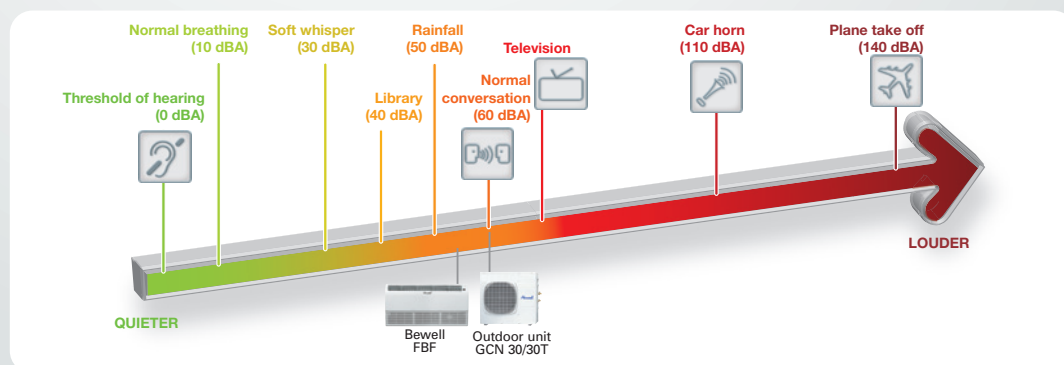 Normal breathing
(10 dBA)
Soft whisper
(30 dBA)
Rainfall
(50 dBA)
Television
Car horn
(110 dBA)
Plane take off
(140 dBA)
Threshold of hearing
(0 dBA)
Library
(40 dBA)
Normal
conversation
(60 dBA)
LOUDER
QUIETER
Bewell
FBF
Outdoor unit
GCN 30/30T